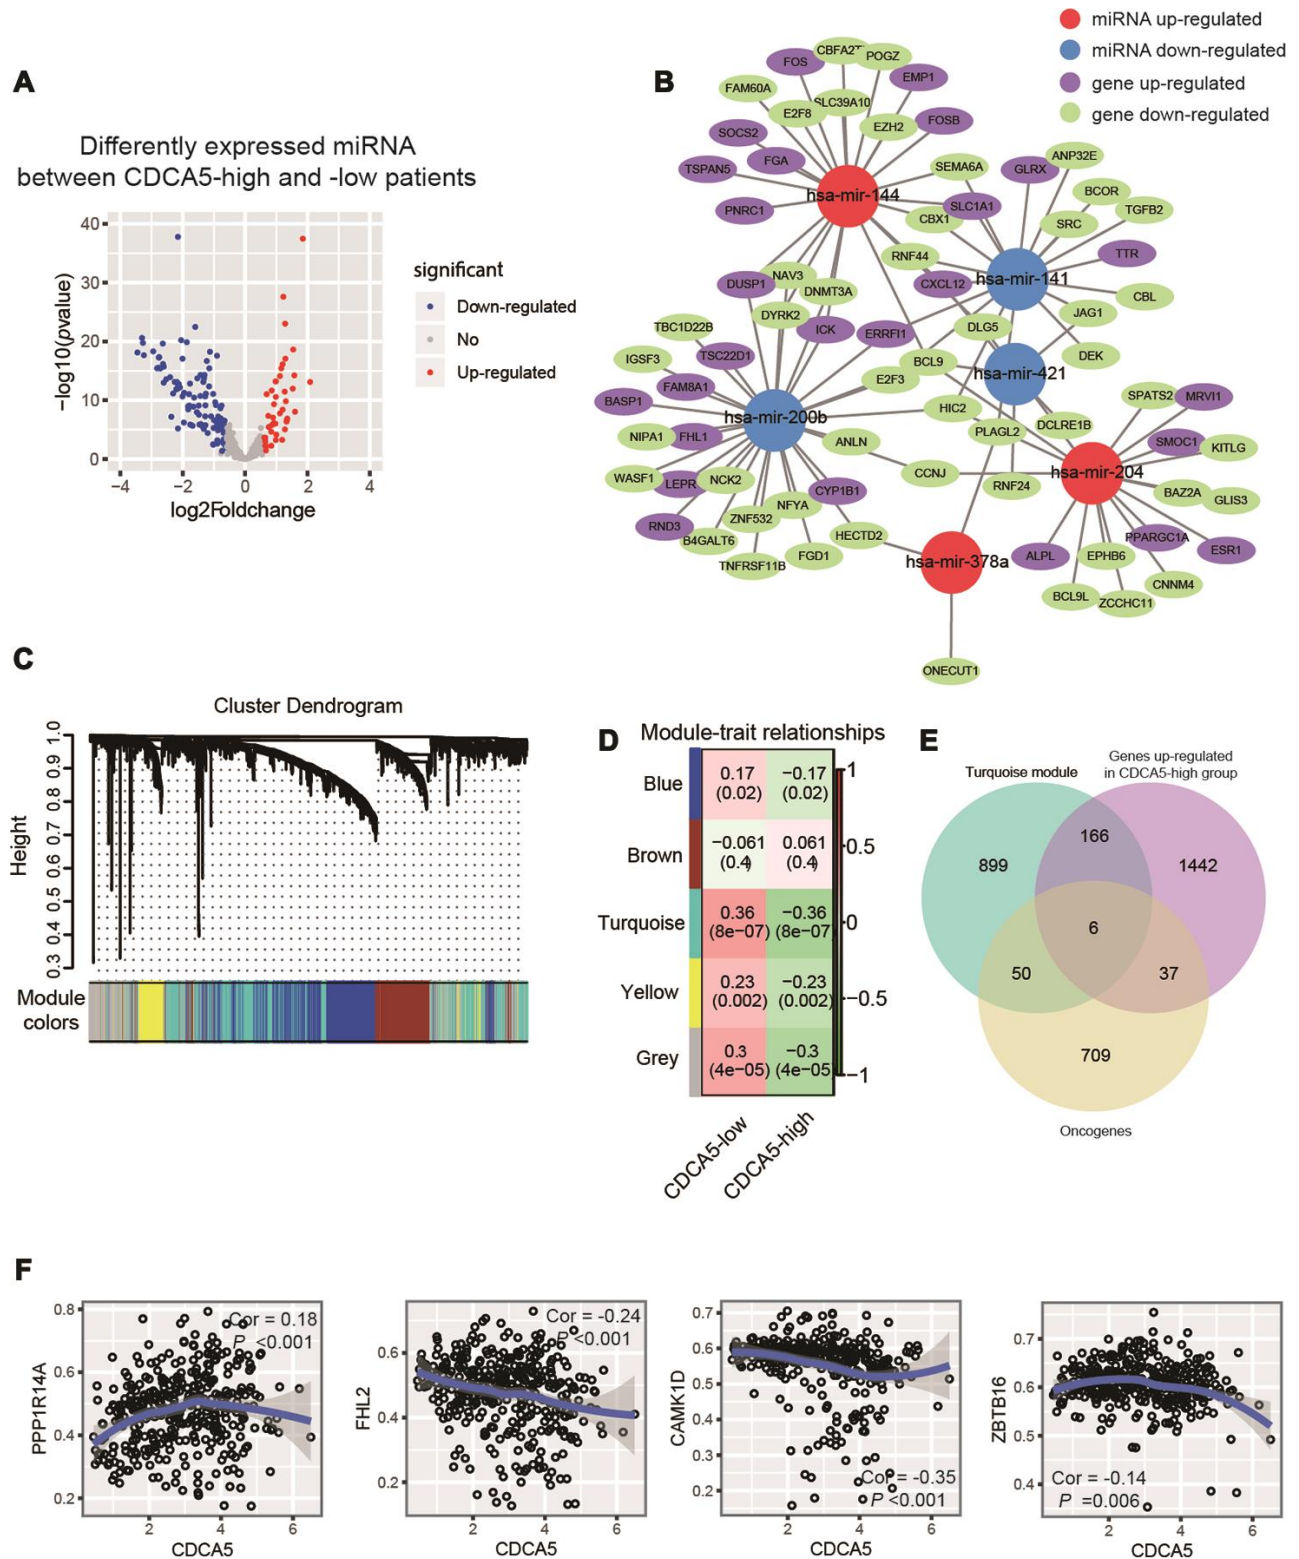 A
Differently expressed miRNA
between CDCA5-high and -low patients
−log10(pvalue)
40
30
20
10
0
−4
−2
0
2
4
log2Foldchange
significant
Down-regulated
No
Up-regulated
B
miRNA up-regulated
miRNA down-regulated
gene up-regulated
gene down-regulated
CBFA2T
POGZ
FOS
EMP1
FAM60A
SLC39A10
E2F8
EZH2
FOSB
SOCS2
FGA
TSPAN5
PNRC1
hsa-mir-144
SEMA6A
GLRX
ANP32E
BCOR
TGFB2
SRC
SLC1A1
CBX1
RNF44
TTR
CXCL12
hsa-mir-141
CBL
JAG1
DEK
DUSP1
NAV3
DNMT3A
DYRK2
ICK
ERRFI1
DLG5
TBC1D22B
TSC22D1
IGSF3
FAM8A1
BASP1
BCL9
E2F3
hsa-mir-421
hsa-mir-200b
HIC2
PLAGL2
DCLRE1B
SPATS2
MRVI1
NIPA1
FHL1
ANLN
SMOC1
KITLG
CCNJ
hsa-mir-204
WASF1
LEPR
NCK2
CYP1B1
RNF24
BAZ2A
GLIS3
NFYA
ZNF532
RND3
B4GALT6
HECTD2
PPARGC1A
ESR1
TNFRSF11B
FGD1
hsa-mir-378a
ALPL
EPHB6
CNNM4
BCL9L
ZCCHC11
ONECUT1
C
Cluster Dendrogram
Height
1.0
0.9
0.8
0.7
0.6
0.5
0.4
0.3
Module
colors
D
Module-trait relationships
Blue
0.17
(0.02)
−0.17
(0.02)
Brown
−0.061
(0.4)
0.061
(0.4)
Turquoise
0.36
(8e−07)
−0.36
(8e−07)
Yellow
0.23
(0.002)
−0.23
(0.002)
Grey
0.3
(4e−05)
−0.3
(4e−05)
1
0.5
0
−0.5
−1
CDCA5-low
CDCA5-high
E
Turquoise module
Genes up-regulated
in CDCA5-high group
166
899
1442
6
50
37
709
Oncogenes
F
PPP1R14A
0.8
0.6
0.4
0.2
Cor = 0.18
P <0.001
2
4
6
CDCA5
FHL2
0.6
0.4
0.2
Cor = -0.24
P <0.001
2
4
6
CDCA5
CAMK1D
0.7
0.6
0.5
0.4
0.3
0.2
Cor = -0.35
P <0.001
2
4
6
CDCA5
ZBTB16
0.7
0.6
0.5
0.4
Cor = -0.14
P =0.006
2
4
6
CDCA5